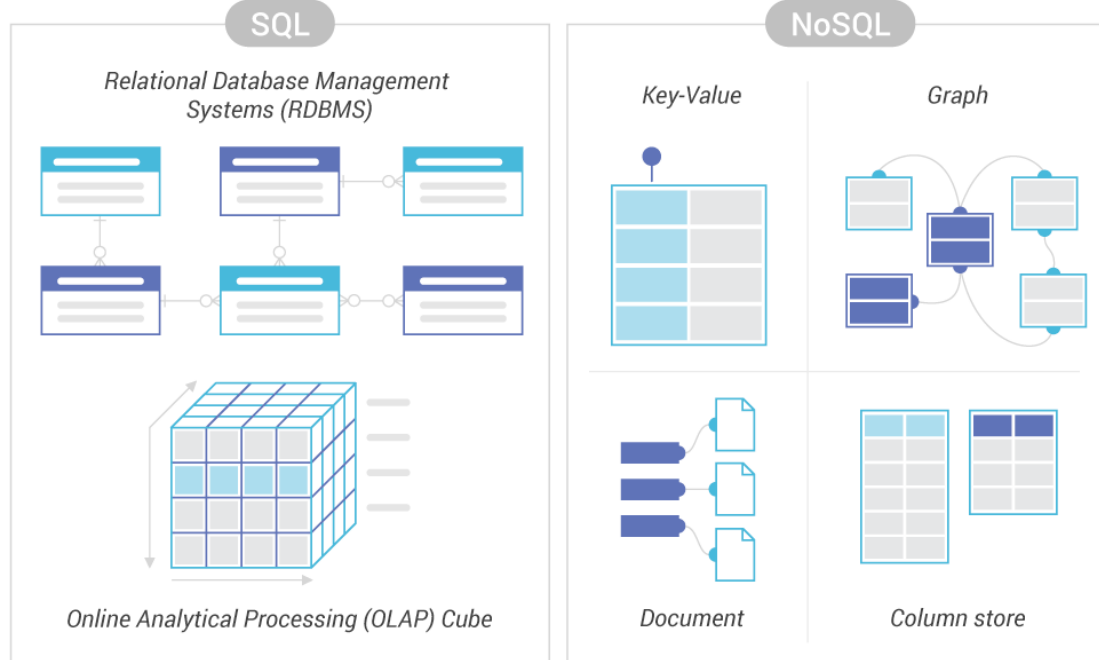 SQL
Relational Database Management
Systems (RDBMS)
Online Analytical Processing (OLAP) Cube
NoSQL
Key-Value
Graph
Document
Column store